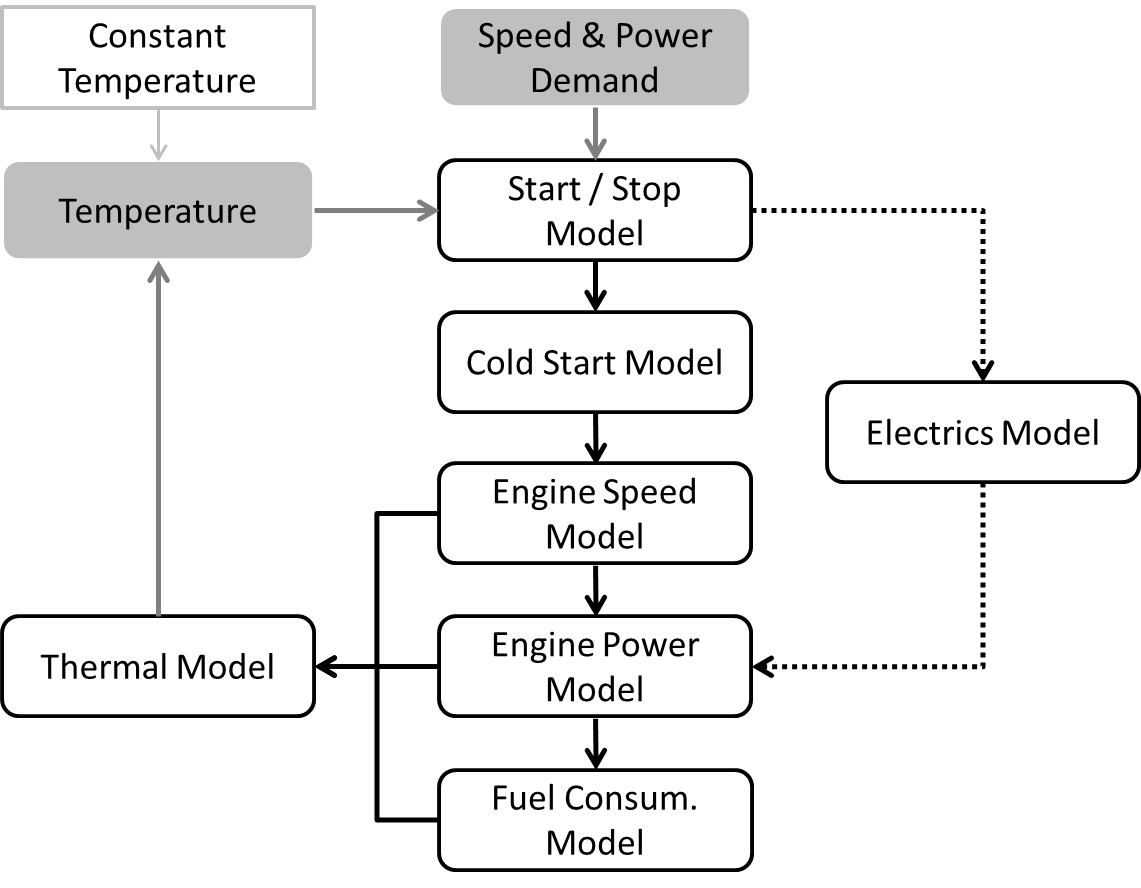 Constant
Temperature
Speed & Power
Demand
Temperature
Start / Stop
Model
Cold Start Model
Electrics Model
Engine Speed
Model
Engine Power
Model
Thermal Model
Fuel Consum.
Model